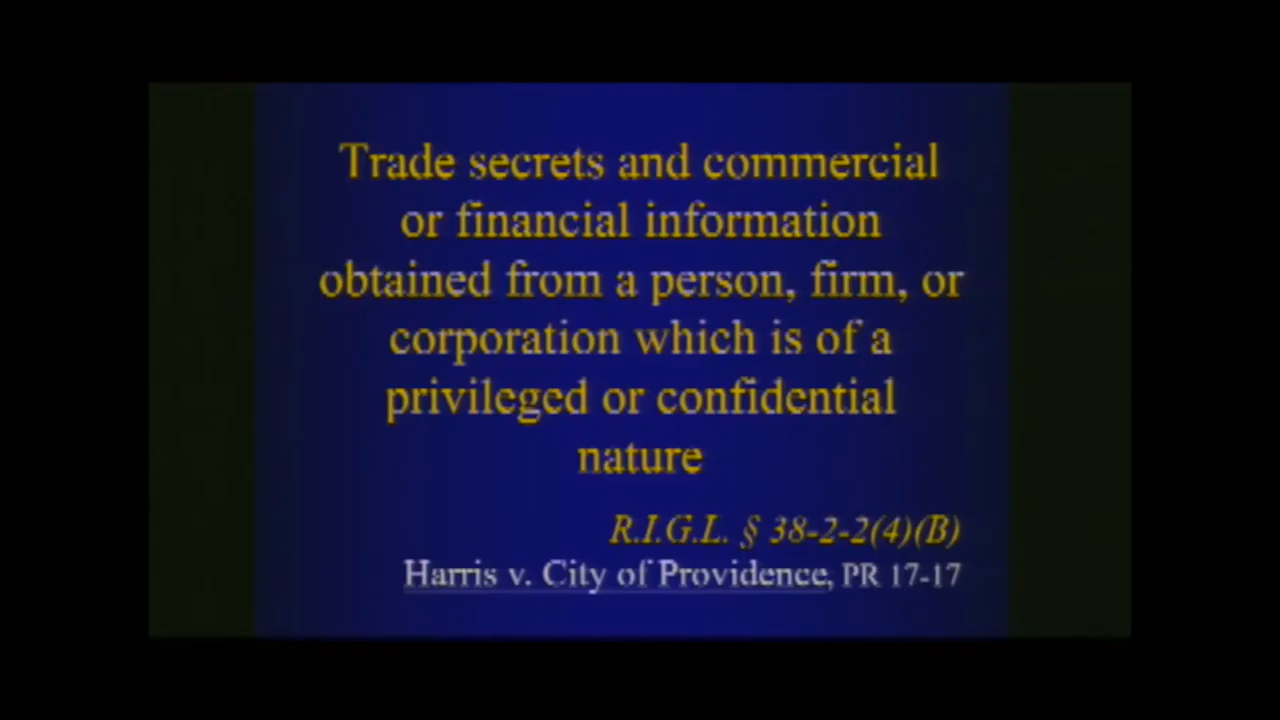 Trade secrets and commercial
or financial information
obtained from a person, firm, or
corporation which is of a
privileged or confidential
nature
R.I.G.L. § 38-2-2(4)(B)
Harris v. City of Providence, PR 17-17